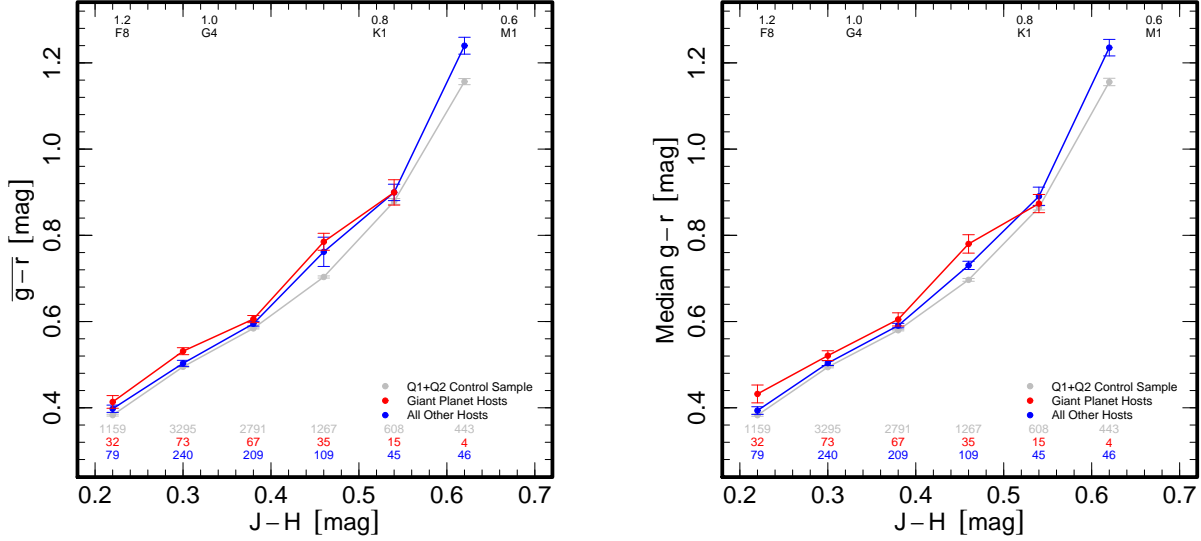 1.2 1.0 0.8 0.6
F8 G4 K1 M1
g−r [mag]
1.2
1.0
0.8
0.6
0.4
Q1+Q2 Control Sample
Giant Planet Hosts
All Other Hosts
1159 3295 2791 1267 608 443
32 73 67 35 15 4
79 240 209 109 45 46
0.2 0.3 0.4 0.5 0.6 0.7
J−H [mag]
1.2 1.0 0.8 0.6
F8 G4 K1 M1
Median g−r [mag]
1.2
1.0
0.8
0.6
0.4
Q1+Q2 Control Sample
Giant Planet Hosts
All Other Hosts
1159 3295 2791 1267 608 443
32 73 67 35 15 4
79 240 209 109 45 46
0.2 0.3 0.4 0.5 0.6 0.7
J−H [mag]